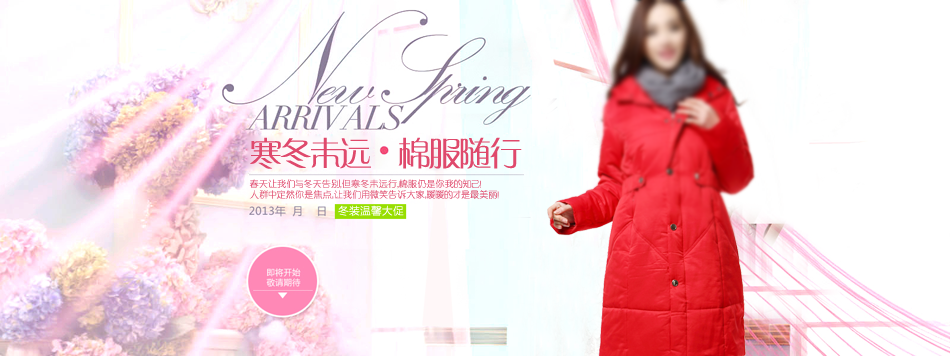 New Spring
ARRIVALS
寒冬未远·棉服随行
春天让我们与冬天告别,但寒冬未远行,棉服仍是你我的知己!
人群中定然你是焦点,让我们用微笑告诉大家,暖暖的才是最美丽!
2013年 月 日 冬装温馨大促
即将开始
敬请期待